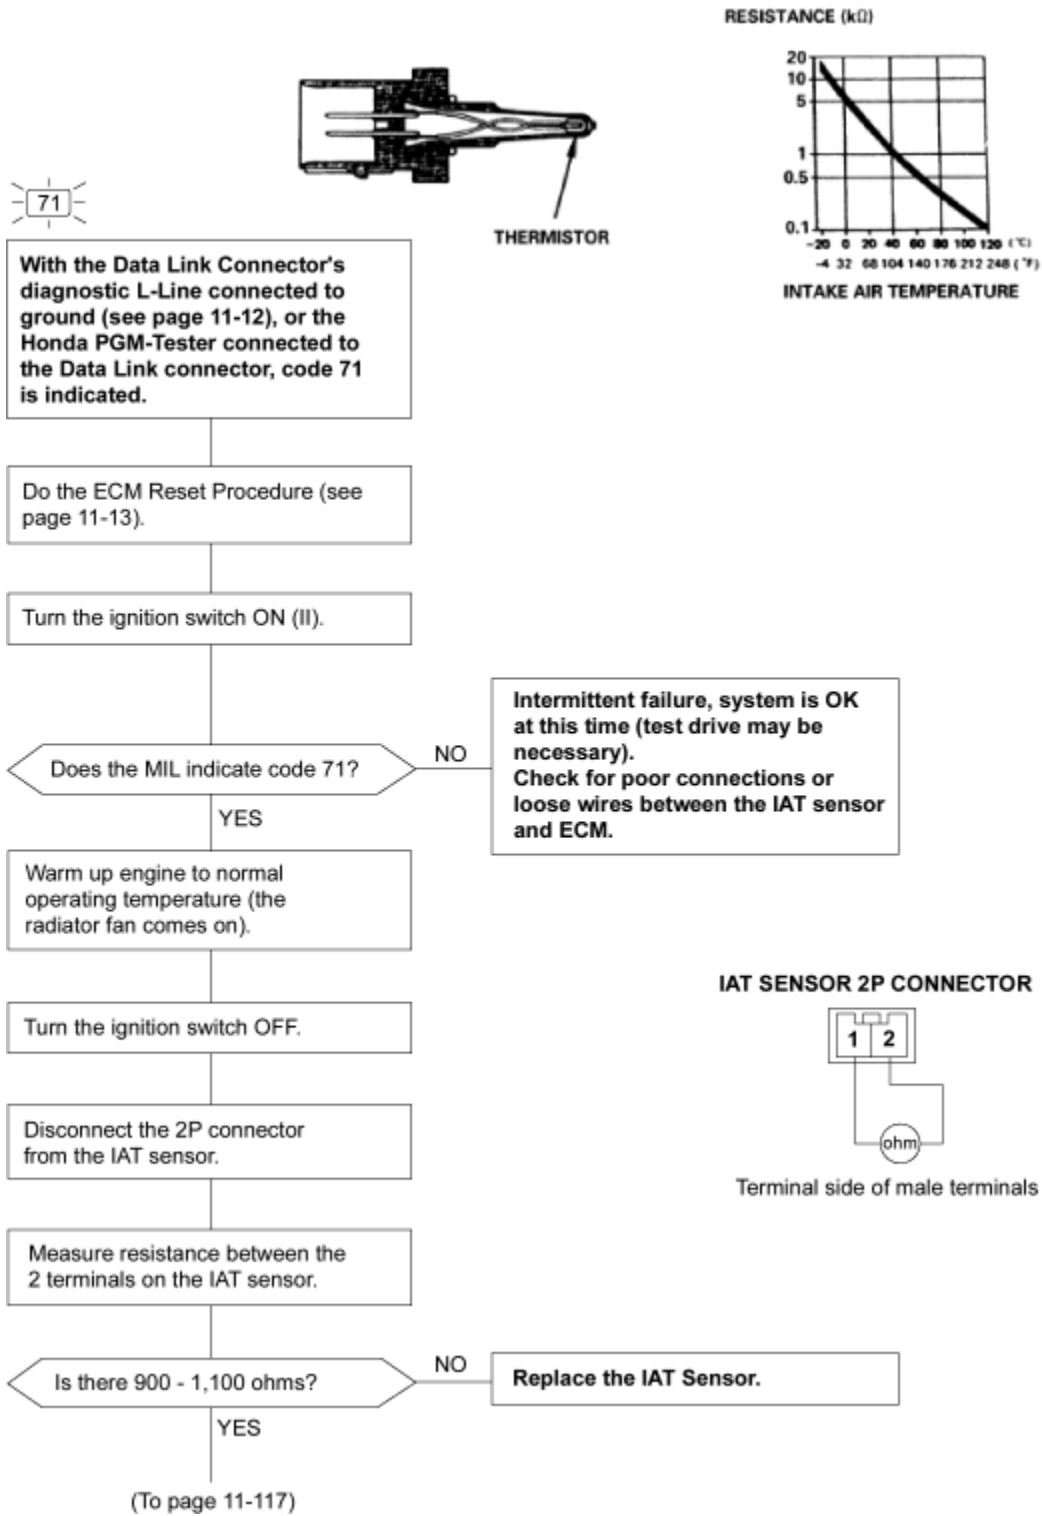 RESISTANCE (kΩ)
20
10
5
1
0.5
0.1
-20 0 20 40 60 80 100 120 (°C)
-4 32 68 104 140 176 212 248 (°F)
INTAKE AIR TEMPERATURE
THERMISTOR
71
With the Data Link Connector's
diagnostic L-Line connected to
ground (see page 11-12), or the
Honda PGM-Tester connected to
the Data Link connector, code 71
is indicated.
Do the ECM Reset Procedure (see
page 11-13).
Turn the ignition switch ON (II).
Does the MIL indicate code 71?
NO
Intermittent failure, system is OK
at this time (test drive may be
necessary).
Check for poor connections or
loose wires between the IAT sensor
and ECM.
YES
Warm up engine to normal
operating temperature (the
radiator fan comes on).
Turn the ignition switch OFF.
Disconnect the 2P connector
from the IAT sensor.
IAT SENSOR 2P CONNECTOR
1 2
ohm
Terminal side of male terminals
Measure resistance between the
2 terminals on the IAT sensor.
Is there 900 - 1,100 ohms?
NO
Replace the IAT Sensor.
YES
(To page 11-117)